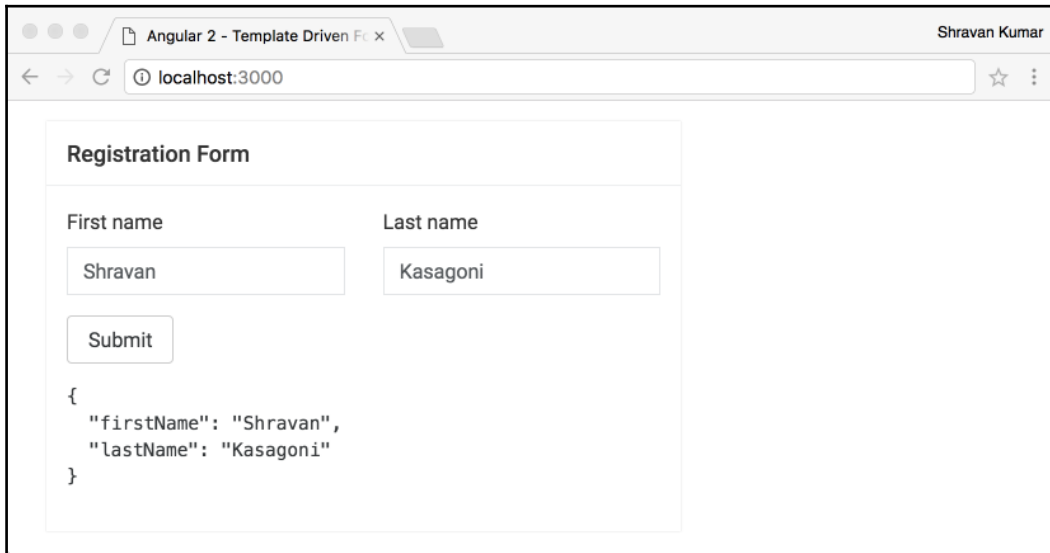 Angular 2 - Template Driven Fo
Shravan Kumar
localhost:3000
Registration Form
First name Last name
Shravan Kasagoni
Submit
{
"firstName": "Shravan",
"lastName": "Kasagoni"
}